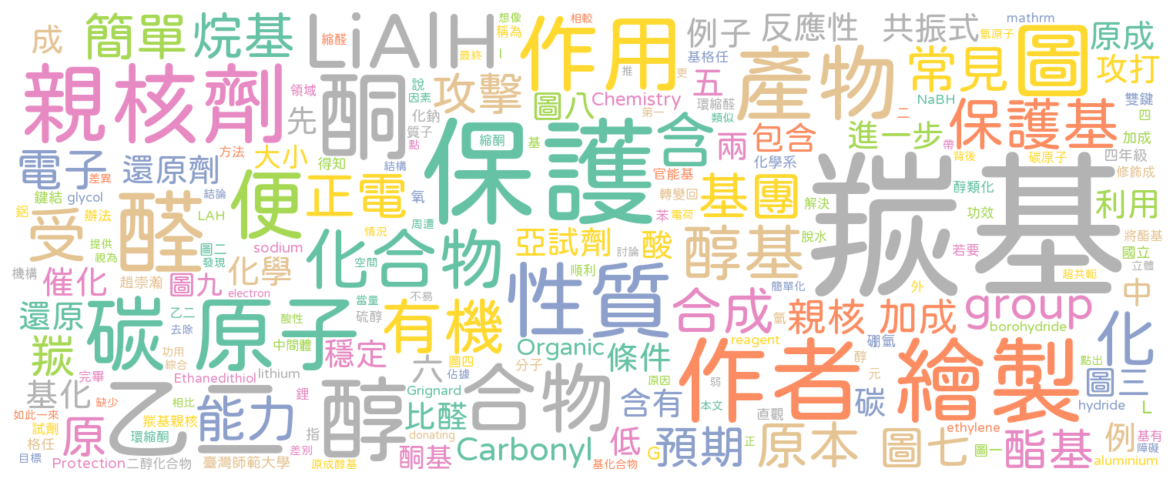 成 簡單 烷基 LiAlH 想像 稱為 I 縮醛 最終 作用 相較 例子 反應性 共振式 mathrm 氫原子 圖 原成
親核劑 領域 酮 說 因素 攻擊 化鈉 質子 點 圖八 五 Chemistry 基格任 推 更 環縮醛 類似 第一 產物 常見 NaBH 二 攻打 雙鍵 四
先 保護 縮酮 基 含 兩 包含 進一步 保護基 加成 帶
電子 差異 還原劑 方法 大小 得知 結構 官能基 化學系 背後 碳原子 四年級
鍵結 glycol 便 正電 氧 苯 轉變回 電荷 基團 解決 醇類化 功效 修飾成 利用
受 鋁 辦法 結論 LAH 醛 周遭 羰基 將酯基
提供 視為 圖二 發現 sodium 情況 化合物 空間 亞試劑 討論 酸 醇基 脫水 若要 國立 立體
機構 催化 趙崇瀚 圖九 化學 electron 當量 不易 性質 順利 簡單化 外 趙共範 中
還原 碳 乙二 去除 原子 酸性 硫醇 有機 氫 合成 group 親核 加成 borohydride 化
羰 功用 綜合 中間體 穩定 圖四 佔據 Organic 分子 條件 reagent 硼氫 醇 點出 圖三
基化 完畢 缺少 Ethanedithiol lithium 六 Grignard 原因 弱 作者 繪製 元 hydride L
如此一來 試劑 原 相比 羰基親核 乙二 能力 鋰 醇 比醛 donating 合物 含有 本文 直觀 碳 ethylene 基有 障礙
格任 目標 環縮酮 差別 指 Carbonyl 低 G 正 預期 原本 圖七 圖一 酯基 例 aluminium
Protection 二醇化合物 臺灣師範大學 原成醇基 酮基 基化合物